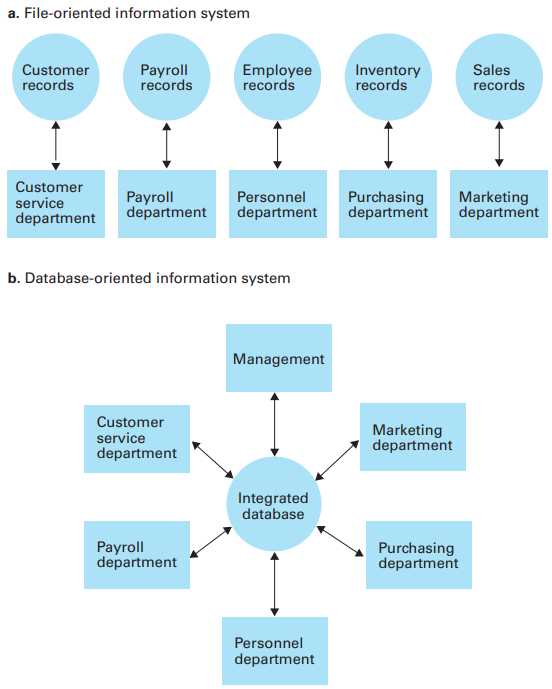 a. File-oriented information system
Customer
records
Payroll
records
Employee
records
Inventory
records
Sales
records
Customer
service
department
Payroll
department
Personnel
department
Purchasing
department
Marketing
department
b. Database-oriented information system
Management
Customer
service
department
Marketing
department
Integrated
database
Payroll
department
Purchasing
department
Personnel
department